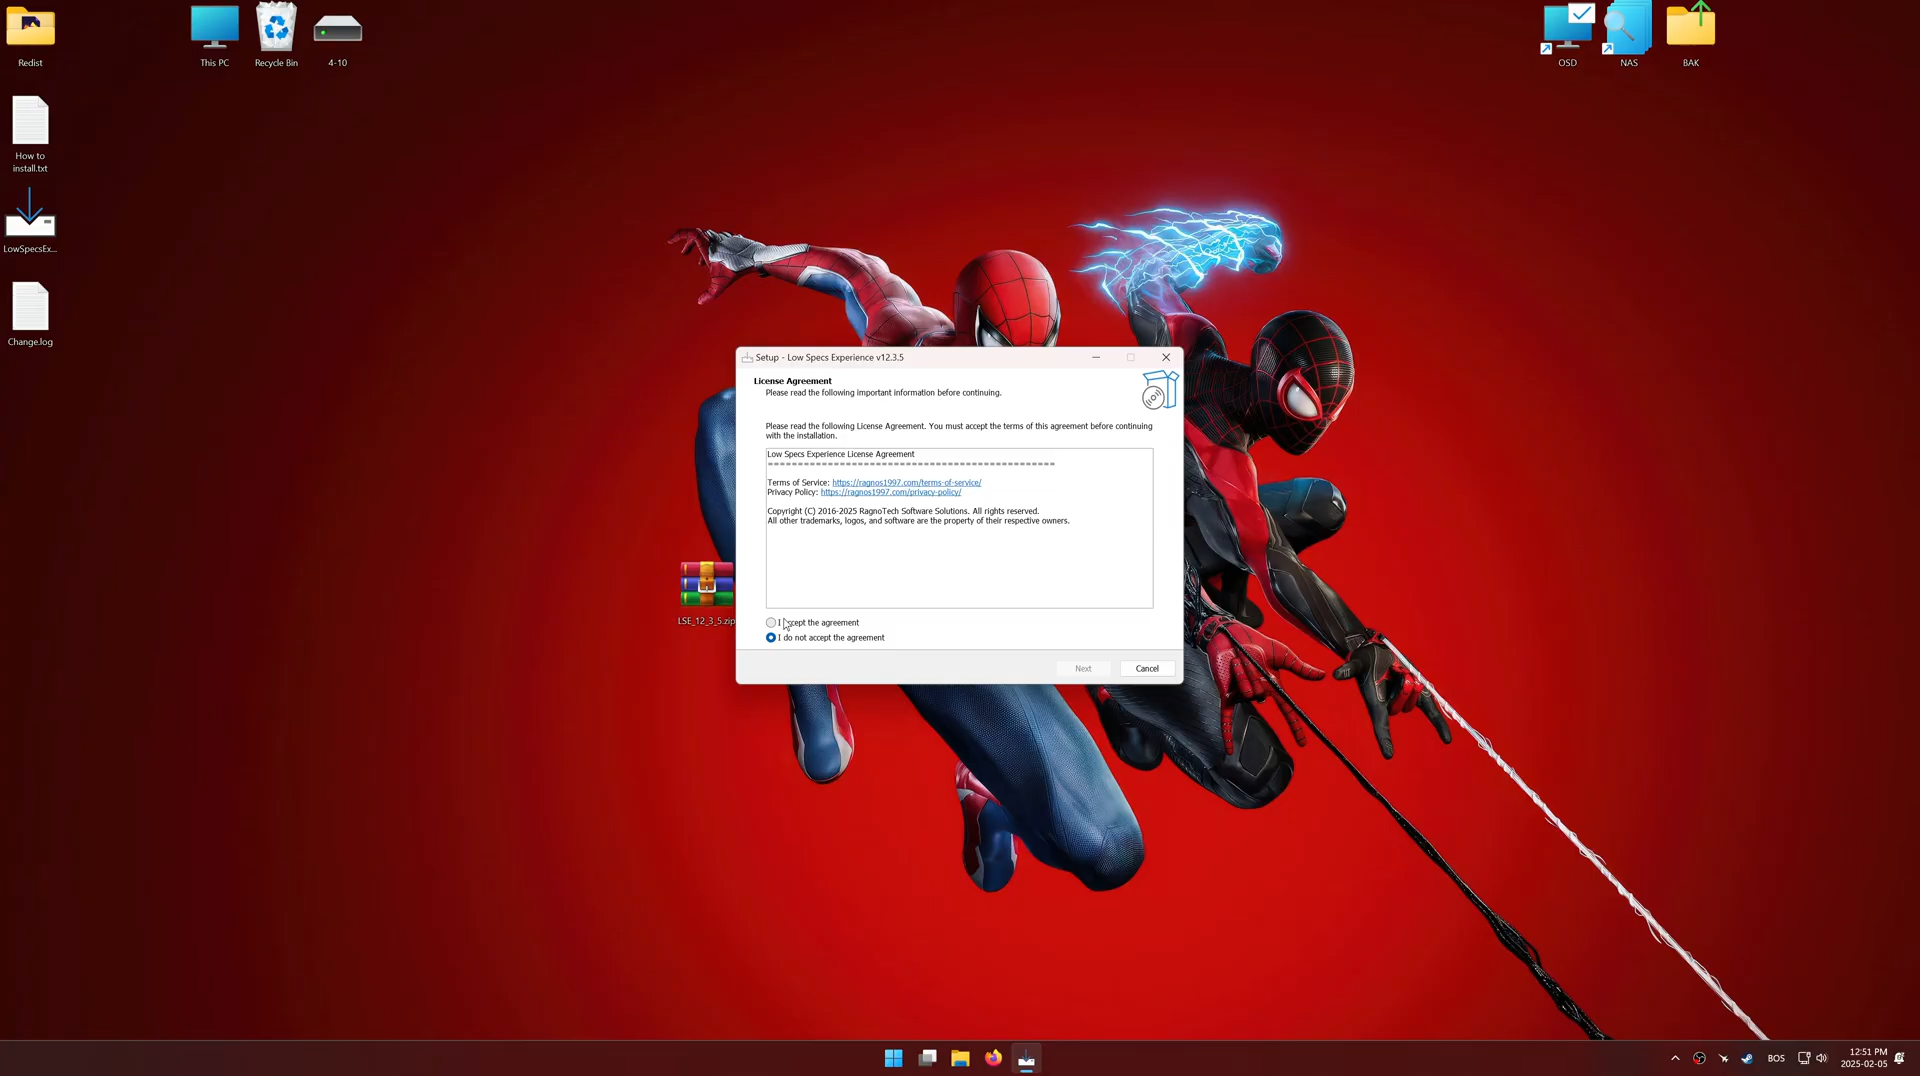 Redist
This PC
Recycle Bin
4-10
OSD
NAS
BAK
How to
install.txt
LowSpecsEx...
Change.log
LSE_12_3_5.zip
Setup - Low Specs Experience v12.3.5
License Agreement
Please read the following important information before continuing.
Please read the following License Agreement. You must accept the terms of this agreement before continuing
with the installation.
Low Specs Experience License Agreement
================================================
Terms of Service: https://ragnos1997.com/terms-of-service/
Privacy Policy: https://ragnos1997.com/privacy-policy/
Copyright (C) 2016-2025 RagnoTech Software Solutions. All rights reserved.
All other trademarks, logos, and software are the property of their respective owners.
I accept the agreement
I do not accept the agreement
Next
Cancel
BOS
12:51 PM
2025-02-05